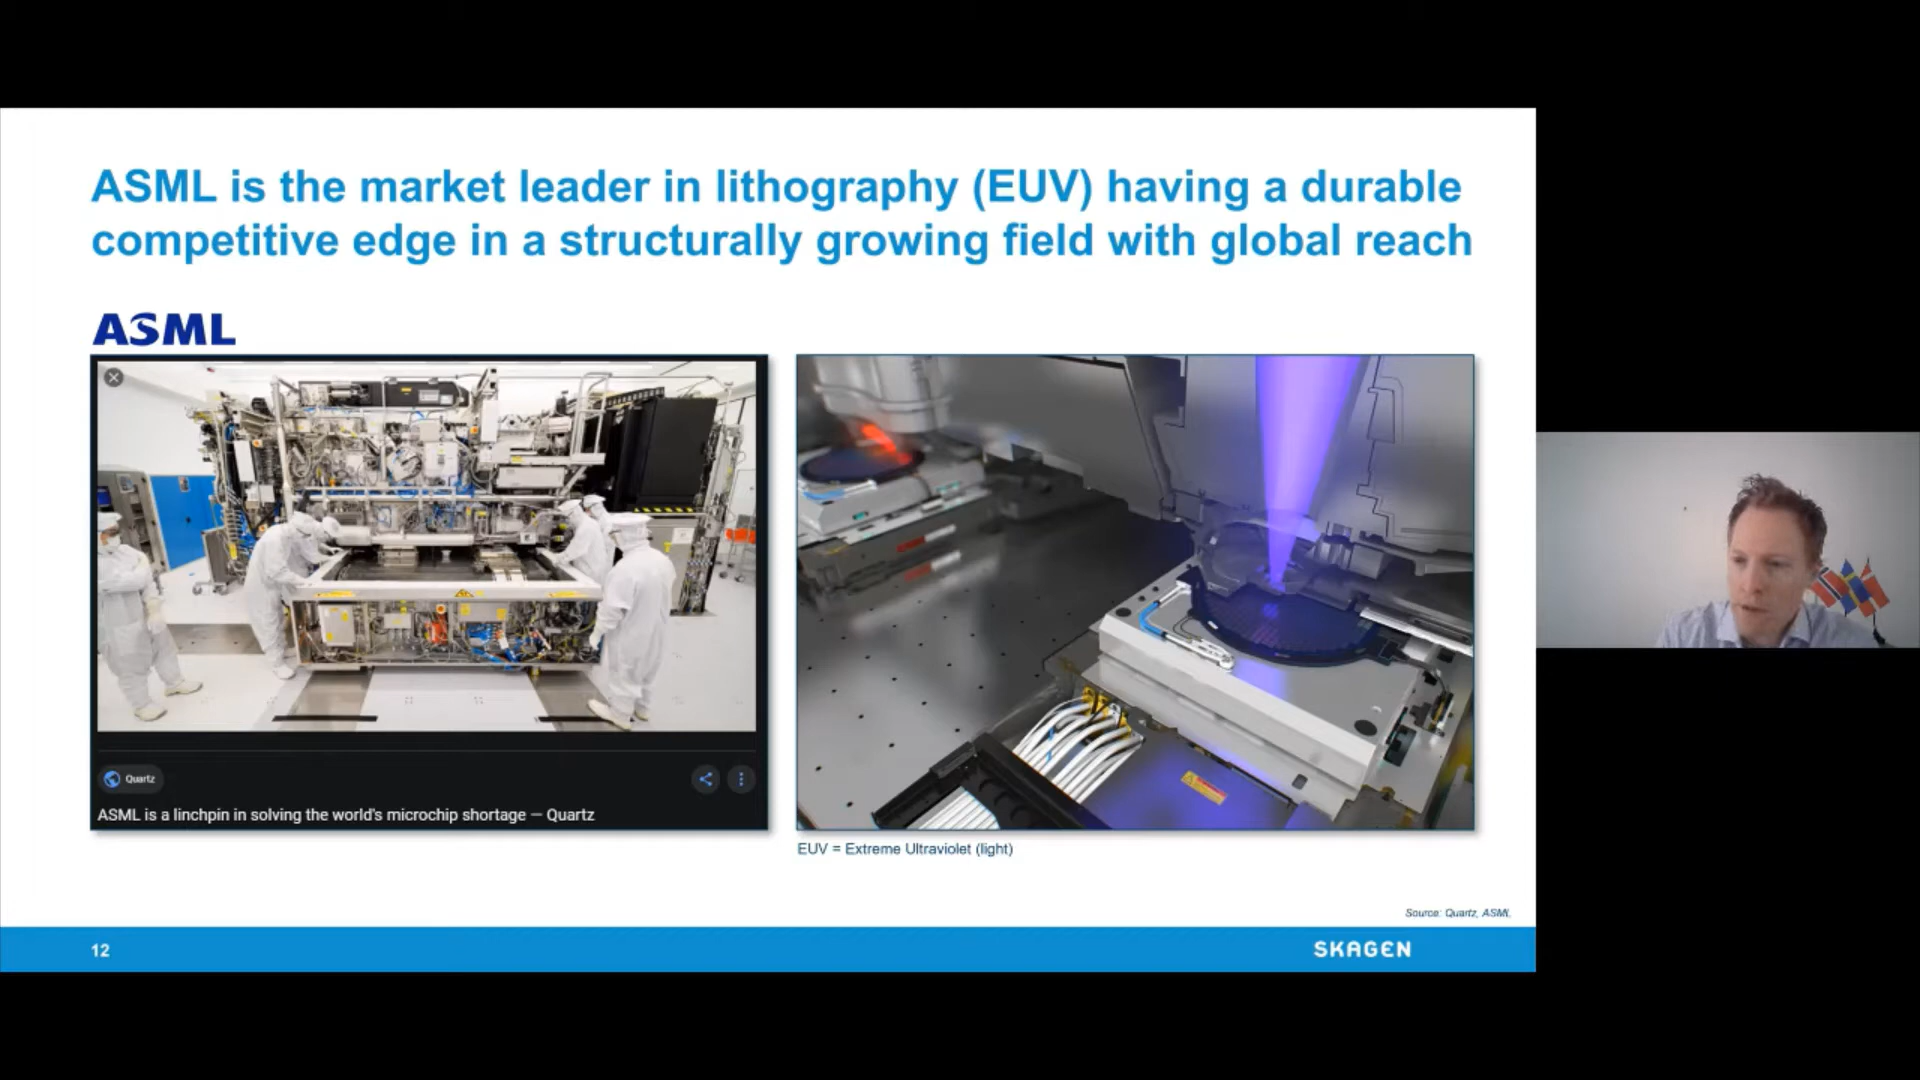 ASML is the market leader in lithography (EUV) having a durable
competitive edge in a structurally growing field with global reach
ASML
Quartz
ASML is a linchpin in solving the world's microchip shortage — Quartz
EUV = Extreme Ultraviolet (light)
Source: Quartz, ASML
12
SKAGEN